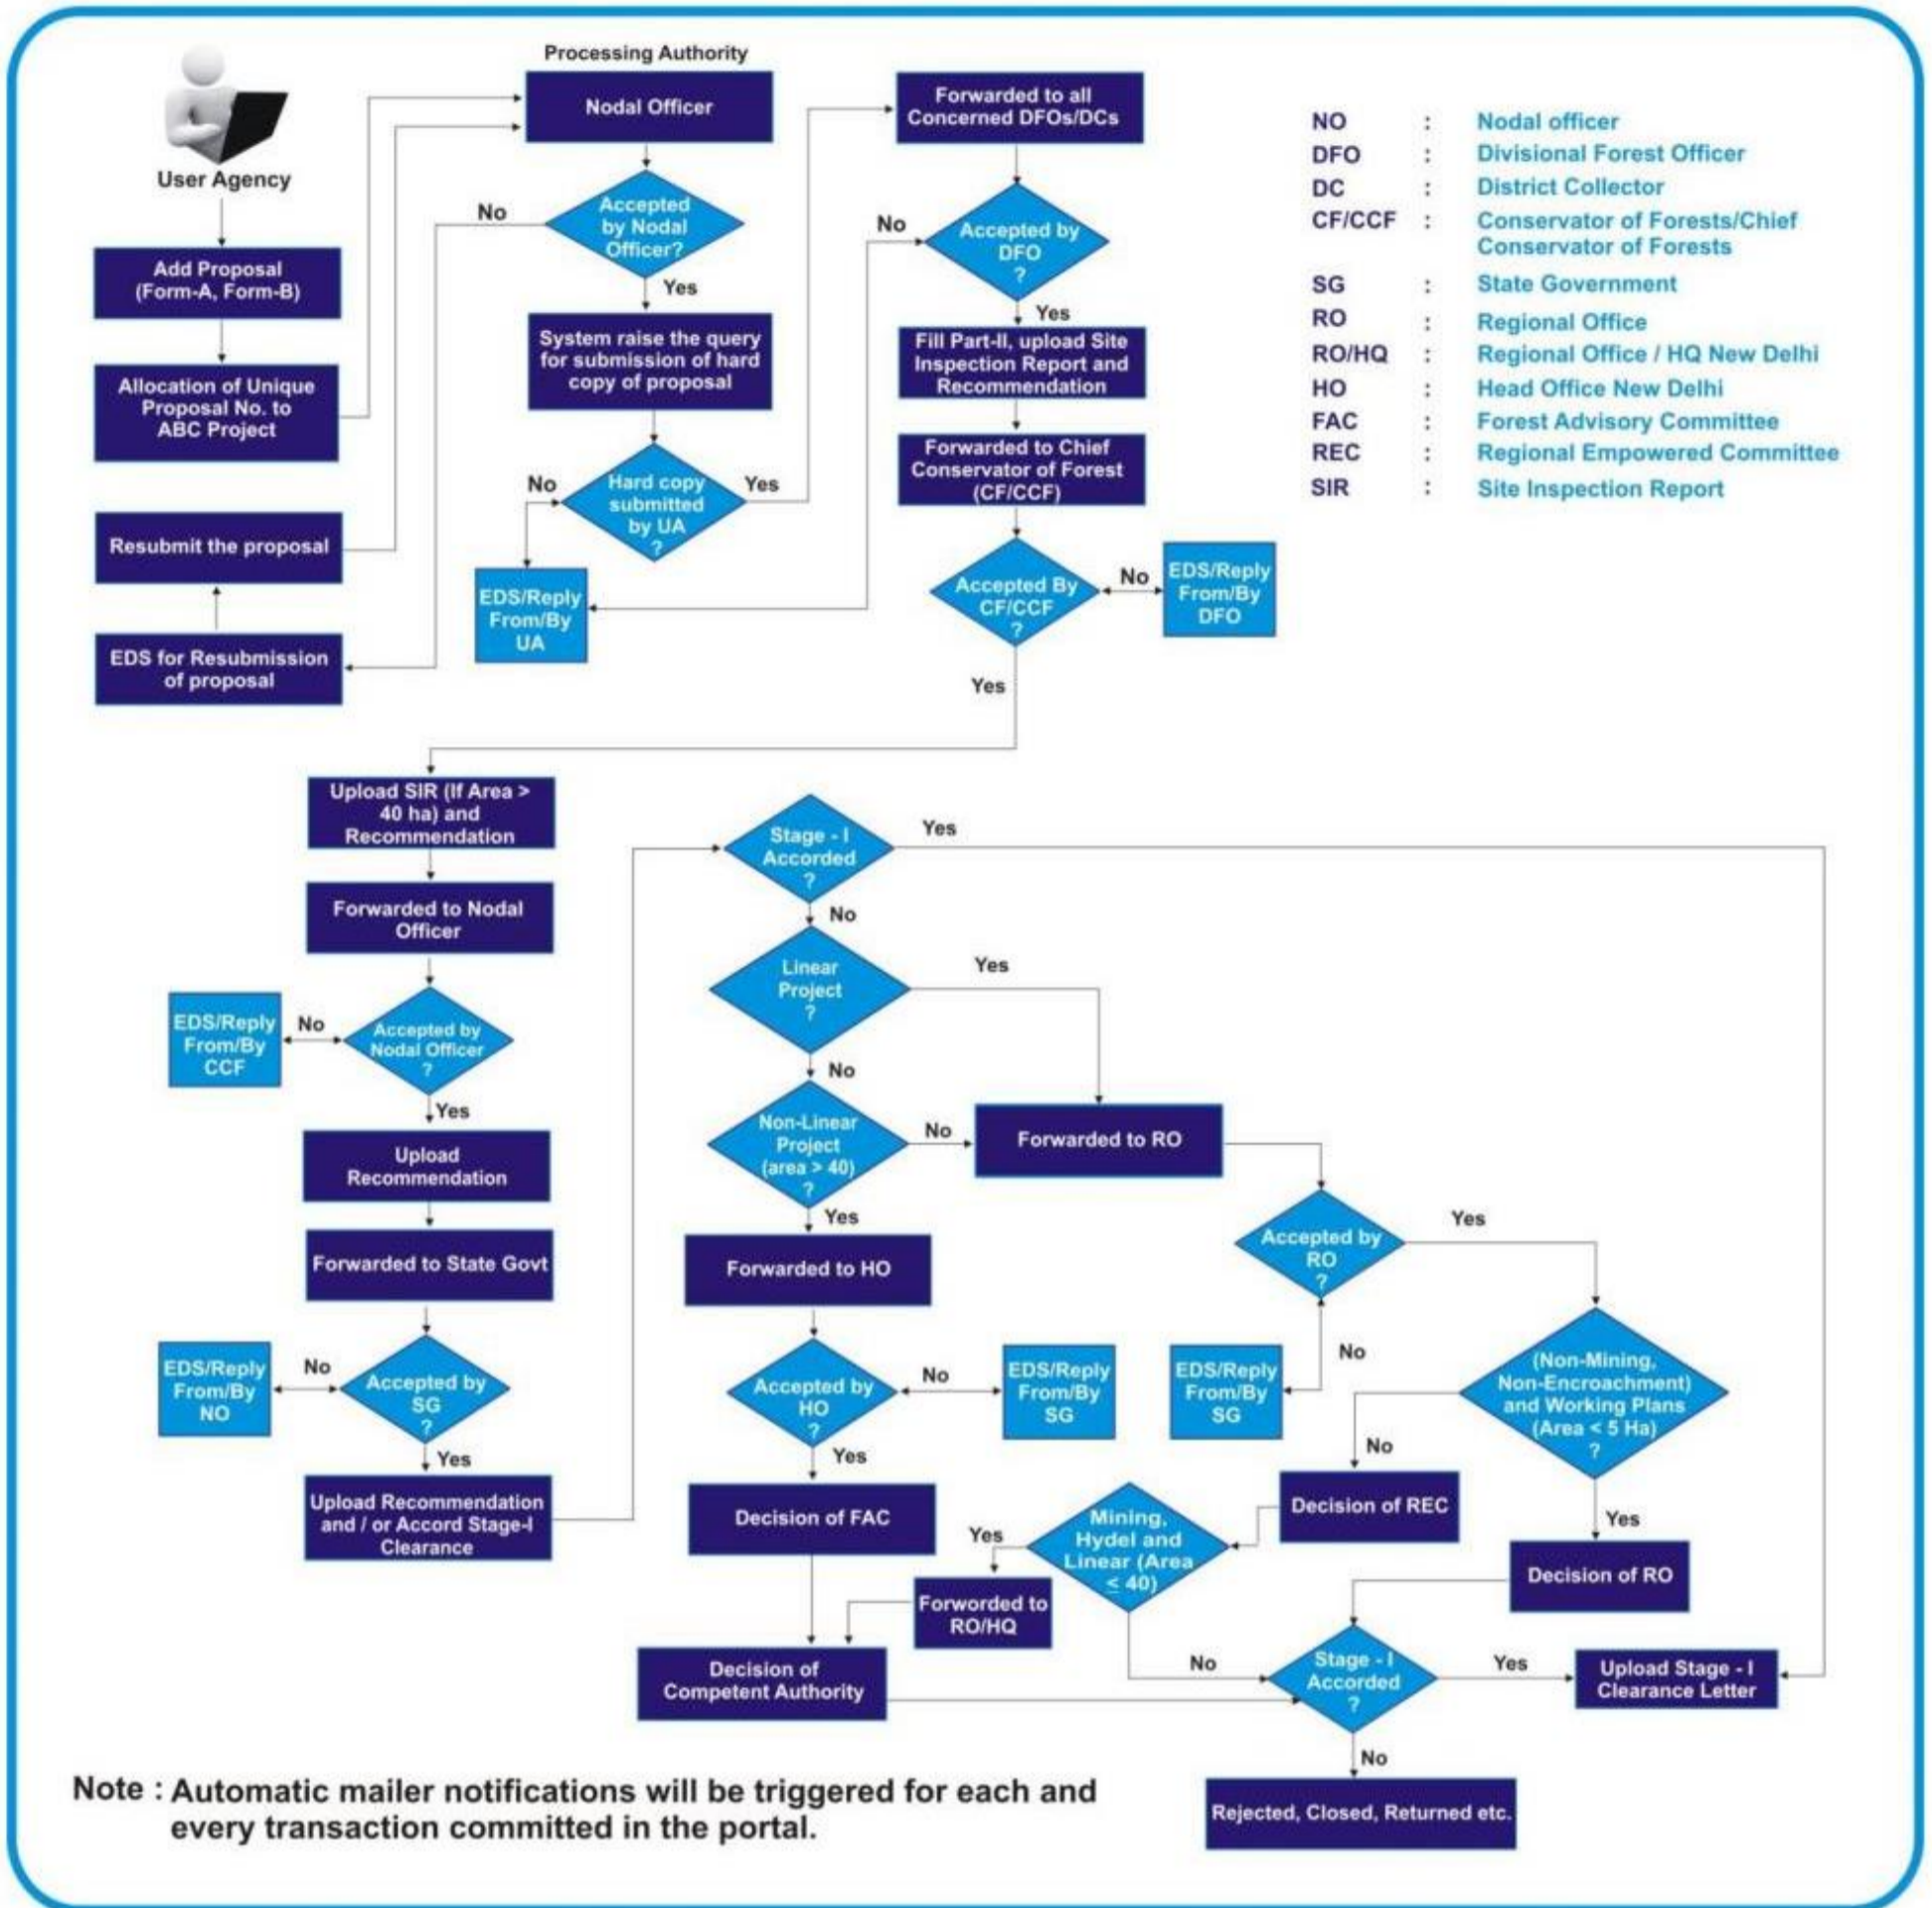 Processing Authority
User Agency
Add Proposal
(Form-A, Form-B)
Allocation of Unique
Proposal No. to
ABC Project
Resubmit the proposal
EDS for Resubmission
of proposal
Nodal Officer
Accepted
by Nodal
Officer?
No
Yes
System raise the query
for submission of hard
copy of proposal
Hard copy
submitted
by UA
?
No
Yes
EDS/Reply
From/By
UA
Forwarded to all
Concerned DFOs/DCs
Accepted by
DFO
?
No
Yes
Fill Part-II, upload Site
Inspection Report and
Recommendation
Forwarded to Chief
Conservator of Forest
(CF/CCF)
Accepted By
CF/CCF
?
No
EDS/Reply
From/By
DFO
Yes
NO : Nodal officer
DFO : Divisional Forest Officer
DC : District Collector
CF/CCF : Conservator of Forests/Chief
Conservator of Forests
SG : State Government
RO : Regional Office
RO/HQ : Regional Office / HQ New Delhi
HO : Head Office New Delhi
FAC : Forest Advisory Committee
REC : Regional Empowered Committee
SIR : Site Inspection Report
Upload SIR (If Area >
40 ha) and
Recommendation
Forwarded to Nodal
Officer
Accepted by
Nodal Officer
?
No
EDS/Reply
From/By
CCF
Yes
Upload
Recommendation
Forwarded to State Govt
Accepted by
SG
?
No
EDS/Reply
From/By
NO
Yes
Upload Recommendation
and / or Accord Stage-I
Clearance
Stage - I
Accorded
?
Yes
No
Linear
Project
?
Yes
No
Non-Linear
Project
(area > 40)
?
No
Yes
Forwarded to RO
Forwarded to HO
Accepted by
HO
?
No
EDS/Reply
From/By
SG
Yes
Decision of FAC
Accepted by
RO
?
Yes
No
EDS/Reply
From/By
SG
(Non-Mining,
Non-Encroachment)
and Working Plans
(Area < 5 Ha)
?
No
Yes
Decision of REC
Decision of RO
Mining,
Hydel and
Linear (Area
≤ 40)
Yes
No
Forworded to
RO/HQ
Decision of
Competent Authority
Stage - I
Accorded
?
Yes
Upload Stage - I
Clearance Letter
No
Rejected, Closed, Returned etc.
Note : Automatic mailer notifications will be triggered for each and
every transaction committed in the portal.